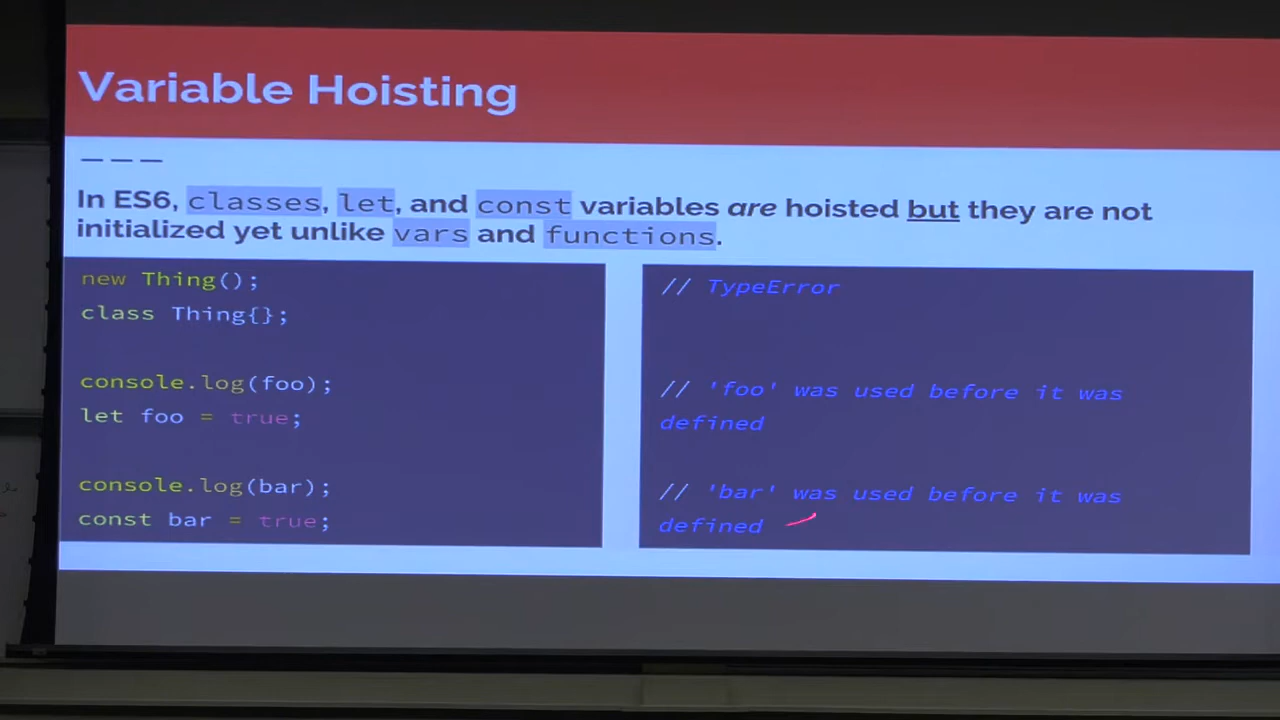 Variable Hoisting
In ES6, classes, let, and const variables are hoisted but they are not
initialized yet unlike vars and functions.
new Thing();
class Thing{};
console.log(foo);
let foo = true;
console.log(bar);
const bar = true;
// TypeError
// 'foo' was used before it was
defined
// 'bar' was used before it was
defined